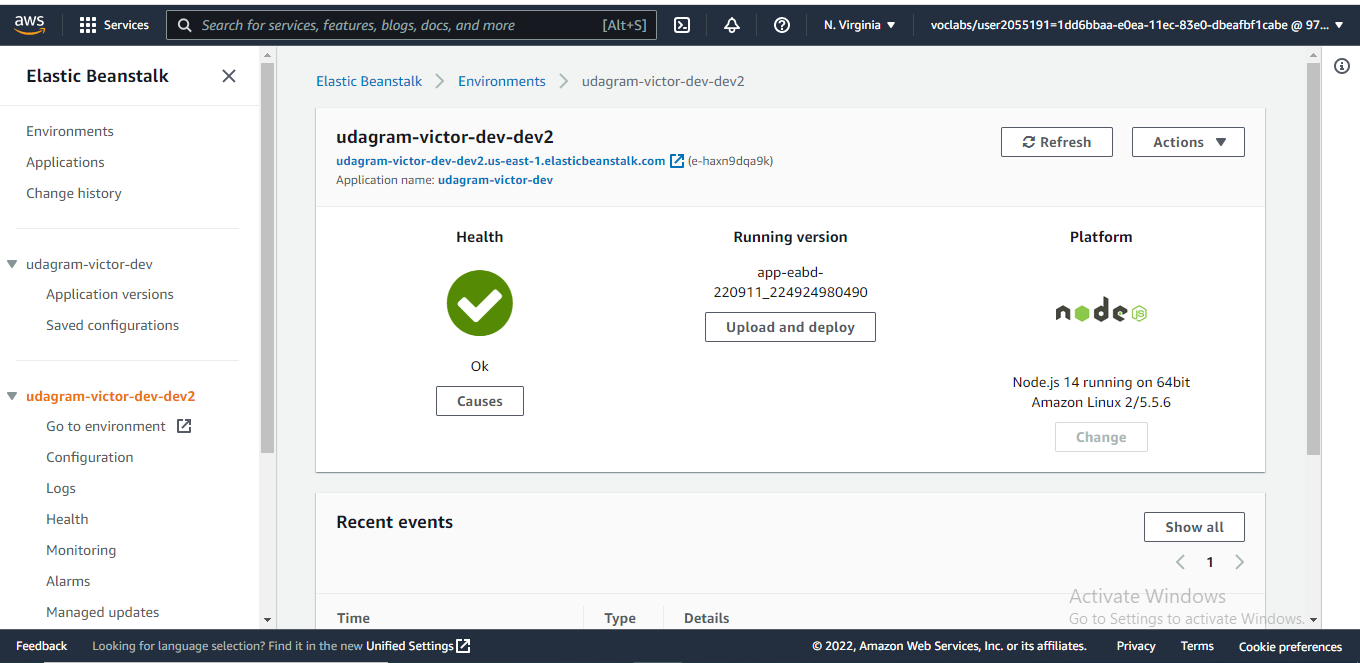 aws
Services
Search for services, features, blogs, docs, and more
[Alt+S]
N. Virginia
voclabs/user2055191=1dd6bbaa-e0ea-11ec-83e0-dbeafbf1cabe @ 97...
Elastic Beanstalk
Environments
Applications
Change history
udagram-victor-dev
Application versions
Saved configurations
udagram-victor-dev-dev2
Go to environment
Configuration
Logs
Health
Monitoring
Alarms
Managed updates
Elastic Beanstalk
Environments
udagram-victor-dev-dev2
udagram-victor-dev-dev2
udagram-victor-dev-dev2.us-east-1.elasticbeanstalk.com (e-haxn9dqa9k)
Application name: udagram-victor-dev
Refresh
Actions
Health
Ok
Causes
Running version
app-eabd-
220911_224924980490
Upload and deploy
Platform
node
JS
Node.js 14 running on 64bit
Amazon Linux 2/5.5.6
Change
Recent events
Show all
1
Time
Type
Details
Activate Windows
Go to Settings to activate Windows.
Feedback
Looking for language selection? Find it in the new Unified Settings
© 2022, Amazon Web Services, Inc. or its affiliates.
Privacy
Terms
Cookie preferences